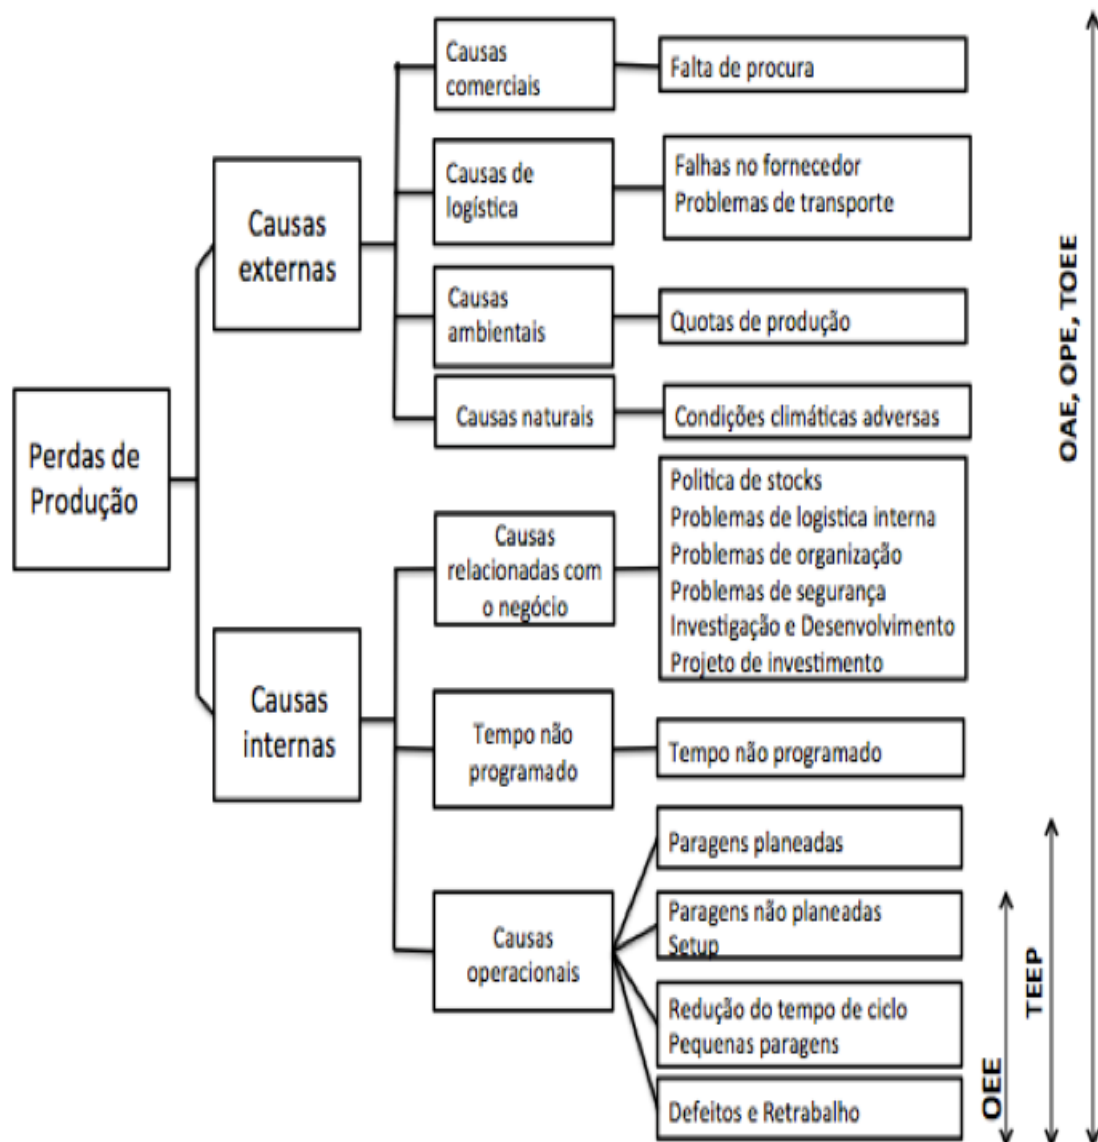 Perdas de
Produção
Causas
externas
Causas
internas
Causas
comerciais
Causas de
logística
Causas
ambientais
Causas naturais
Causas
relacionadas com
o negócio
Tempo não
programado
Causas
operacionais
Falta de procura
Falhas no fornecedor
Problemas de transporte
Quotas de produção
Condições climáticas adversas
Politica de stocks
Problemas de logistica interna
Problemas de organização
Problemas de segurança
Investigação e Desenvolvimento
Projeto de investimento
Tempo não programado
Paragens planeadas
Paragens não planeadas
Setup
Redução do tempo de ciclo
Pequenas paragens
Defeitos e Retrabalho
OEE
TEEP
OAE, OPE, TOEE